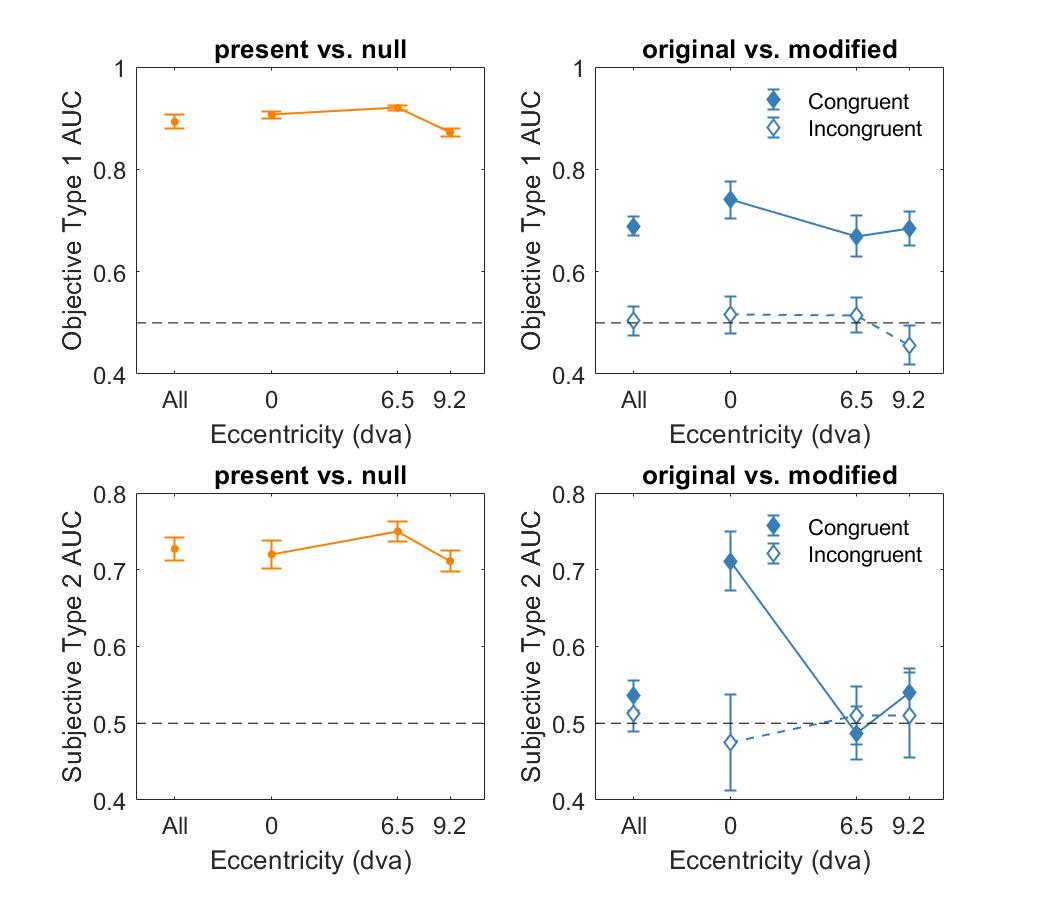 present vs. null
Objective Type 1 AUC
1
0.8
0.6
0.4
All 0 6.5 9.2
Eccentricity (dva)
original vs. modified
Objective Type 1 AUC
1
0.8
0.6
0.4
Congruent
Incongruent
All 0 6.5 9.2
Eccentricity (dva)
present vs. null
Subjective Type 2 AUC
0.8
0.7
0.6
0.5
0.4
All 0 6.5 9.2
Eccentricity (dva)
original vs. modified
Subjective Type 2 AUC
0.8
0.7
0.6
0.5
0.4
Congruent
Incongruent
All 0 6.5 9.2
Eccentricity (dva)